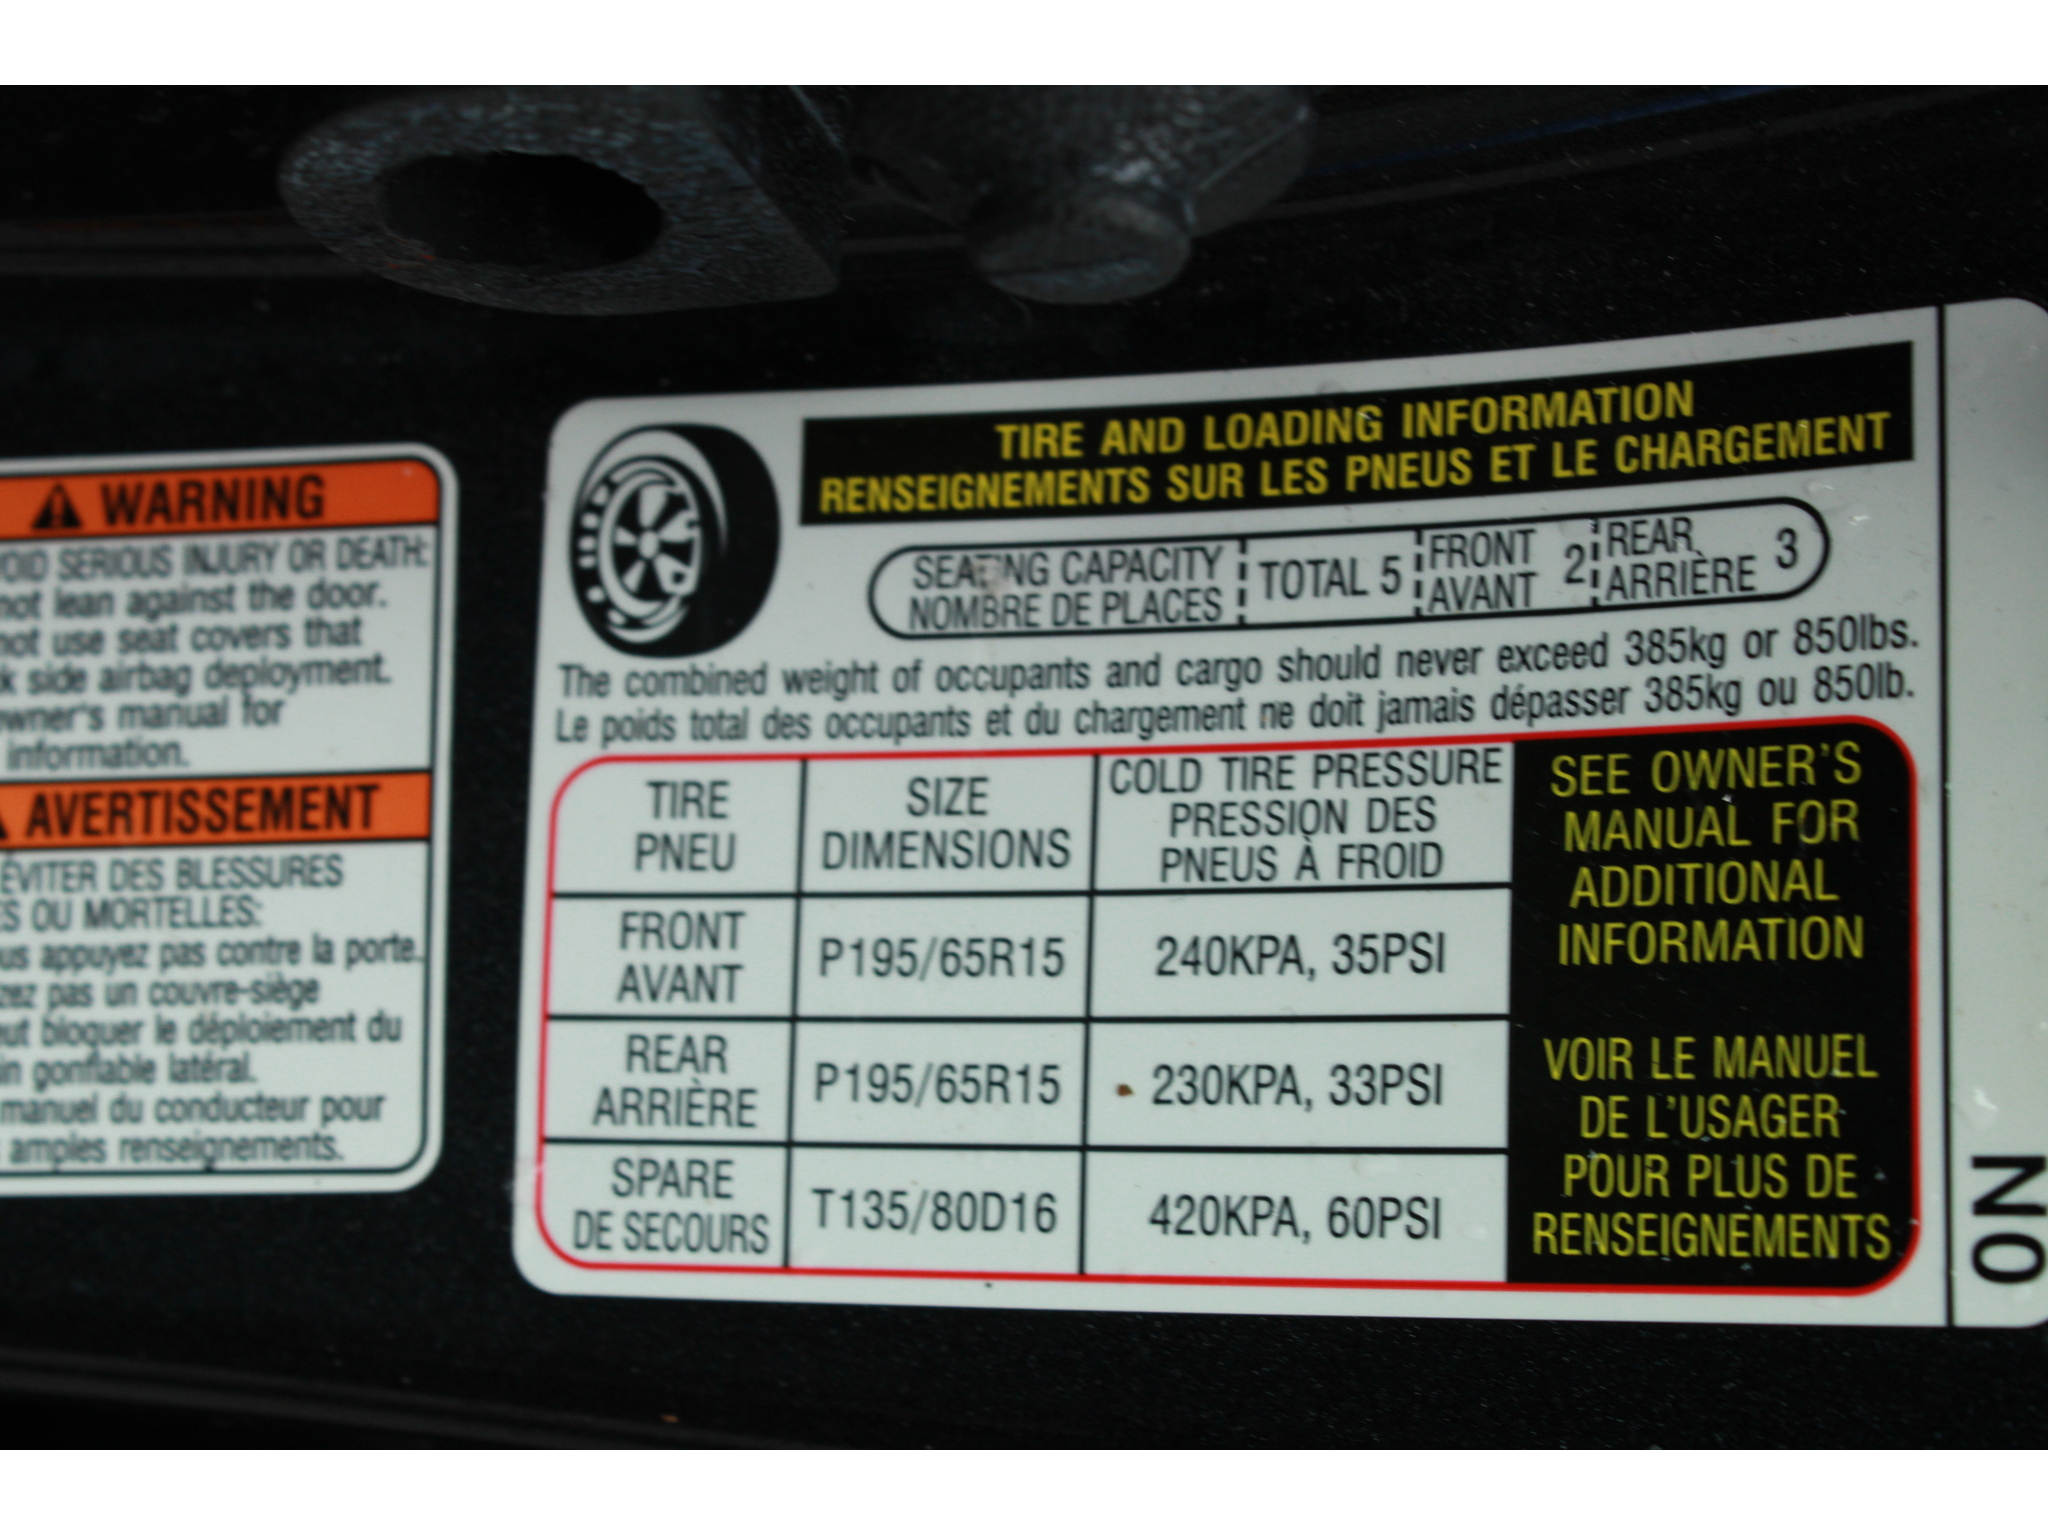 WARNING
OID SERIOUS INJURY OR DEATH:
not lean against the door.
not use seat covers that
k side airbag deployment.
owner's manual for
information.
AVERTISSEMENT
ÉVITER DES BLESSURES
ES OU MORTELLES:
us appuyez pas contre la porte.
zez pas un couvre-siège
eut bloquer le déploiement du
in gonflable latéral.
manuel du conducteur pour
amples renseignements.
TIRE AND LOADING INFORMATION
RENSEIGNEMENTS SUR LES PNEUS ET LE CHARGEMENT
SEATING CAPACITY
NOMBRE DE PLACES
TOTAL 5
FRONT
AVANT
2
REAR
ARRIÈRE
3
The combined weight of occupants and cargo should never exceed 385kg or 850lbs.
Le poids total des occupants et du chargement ne doit jamais dépasser 385kg ou 850lb.
TIRE
PNEU
SIZE
DIMENSIONS
COLD TIRE PRESSURE
PRESSION DES
PNEUS À FROID
FRONT
AVANT
P195/65R15
240KPA, 35PSI
REAR
ARRIÈRE
P195/65R15
230KPA, 33PSI
SPARE
DE SECOURS
T135/80D16
420KPA, 60PSI
SEE OWNER'S
MANUAL FOR
ADDITIONAL
INFORMATION
VOIR LE MANUEL
DE L'USAGER
POUR PLUS DE
RENSEIGNEMENTS
ON